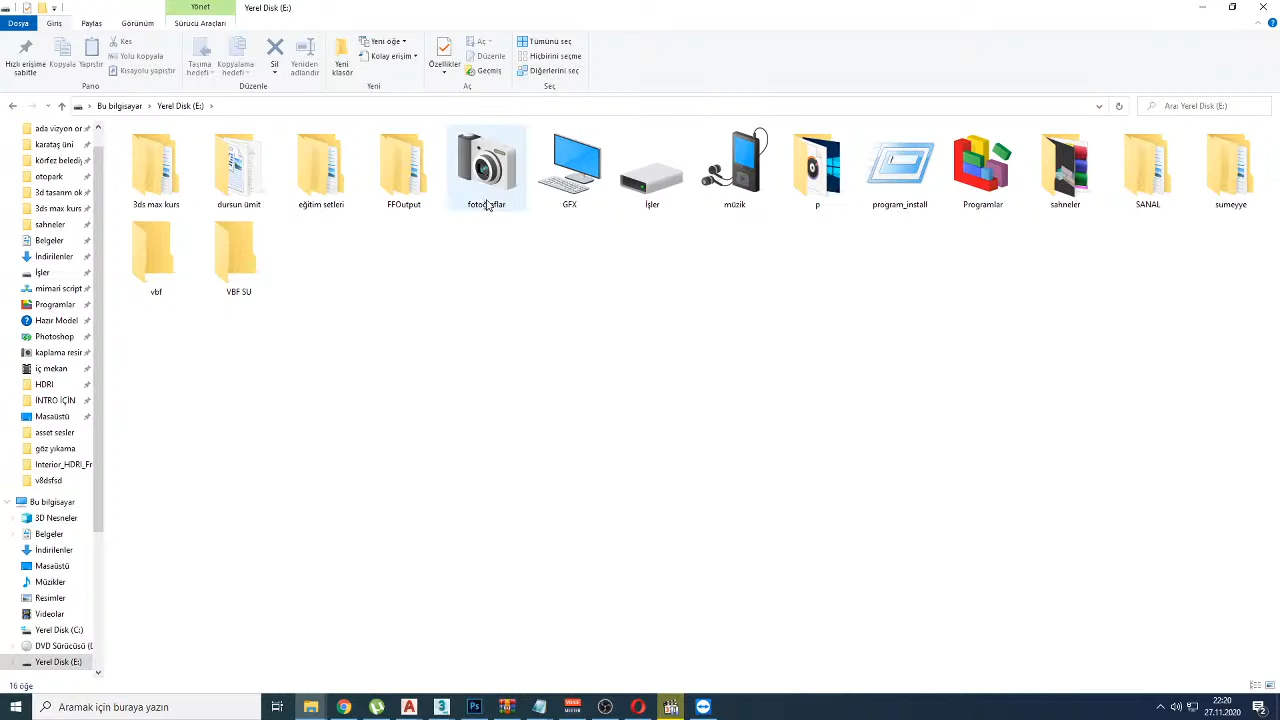 Yönet
Yerel Disk (E:)
Dosya
Giriş
Paylaş
Görünüm
Sürücü Araçları
Hızlı erişime sabitle
Kopyala
Yapıştır
Kes
Yolu kopyala
Kısayolu yapıştır
Pano
Taşıma hedefi
Kopyalama hedefi
Sil
Yeniden adlandır
Düzenle
Yeni klasör
Yeni öğe
Kolay erişim
Yeni
Özellikler
Aç
Düzenle
Geçmiş
Aç
Tümünü seç
Hiçbirini seçme
Diğerlerini seç
Seç
Bu bilgisayar
Yerel Disk (E:)
Ara: Yerel Disk (E:)
ada vizyon or
karataş üni
körfez beledi
otopark
3d tasarım ok
3ds max kurs
sahneler
Belgeler
İndirilenler
İşler
mimari script
Programlar
Hazır Model
Photoshop
kaplama resir
iç mekan
HDRI
İNTRO İÇİN
Masaüstü
asset sesler
göz yıkama
Interior_HDRI_Fr
v8dsfsd
Bu bilgisayar
3D Nesneler
Belgeler
İndirilenler
Masaüstü
Müzikler
Resimler
Videolar
Yerel Disk (C:)
DVD Sürücüsü (I
Yerel Disk (E:)
3ds max kurs
dursun ümit
eğitim setleri
FFOutput
fotoğraflar
GFX
İşler
müzik
p
program_install
Programlar
sahneler
SANAL
sumeyye
vbf
VBF SU
16 öğe
Aramak için buraya yazın
22:20
27.11.2020
2